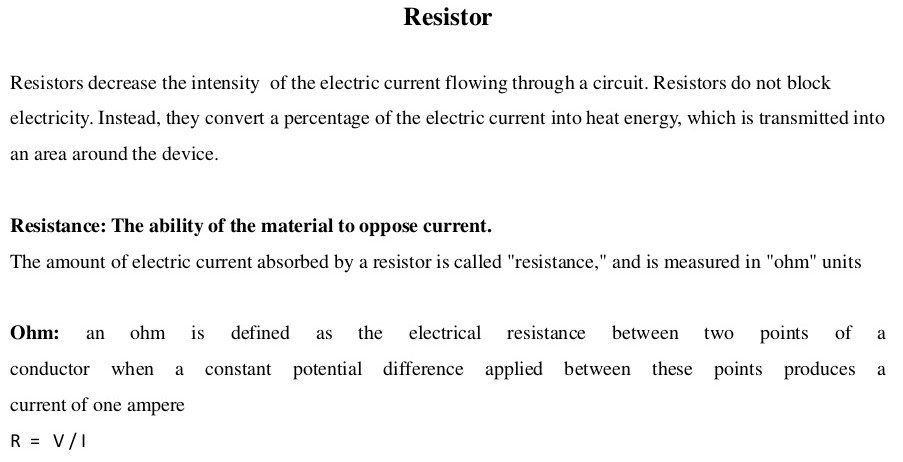 Resistor
Resistors decrease the intensity of the electric current flowing through a circuit. Resistors do not block
electricity. Instead, they convert a percentage of the electric current into heat energy, which is transmitted into
an area around the device.
Resistance: The ability of the material to oppose current.
The amount of electric current absorbed by a resistor is called "resistance," and is measured in "ohm" units
Ohm: an ohm is defined as the electrical resistance between two points of a
conductor when a constant potential difference applied between these points produces a
current of one ampere
R = V / I